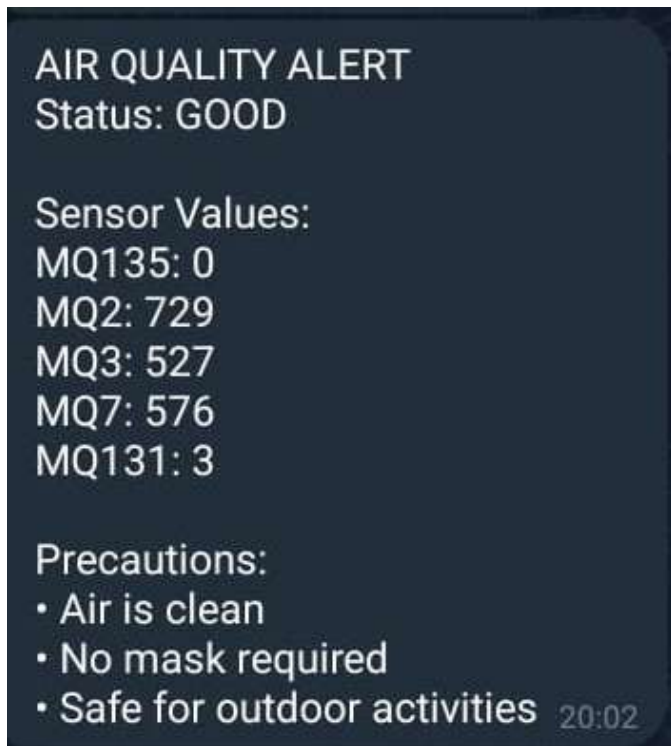 AIR QUALITY ALERT
Status: GOOD
Sensor Values:
MQ135: 0
MQ2: 729
MQ3: 527
MQ7: 576
MQ131: 3
Precautions:
• Air is clean
• No mask required
• Safe for outdoor activities 20:02